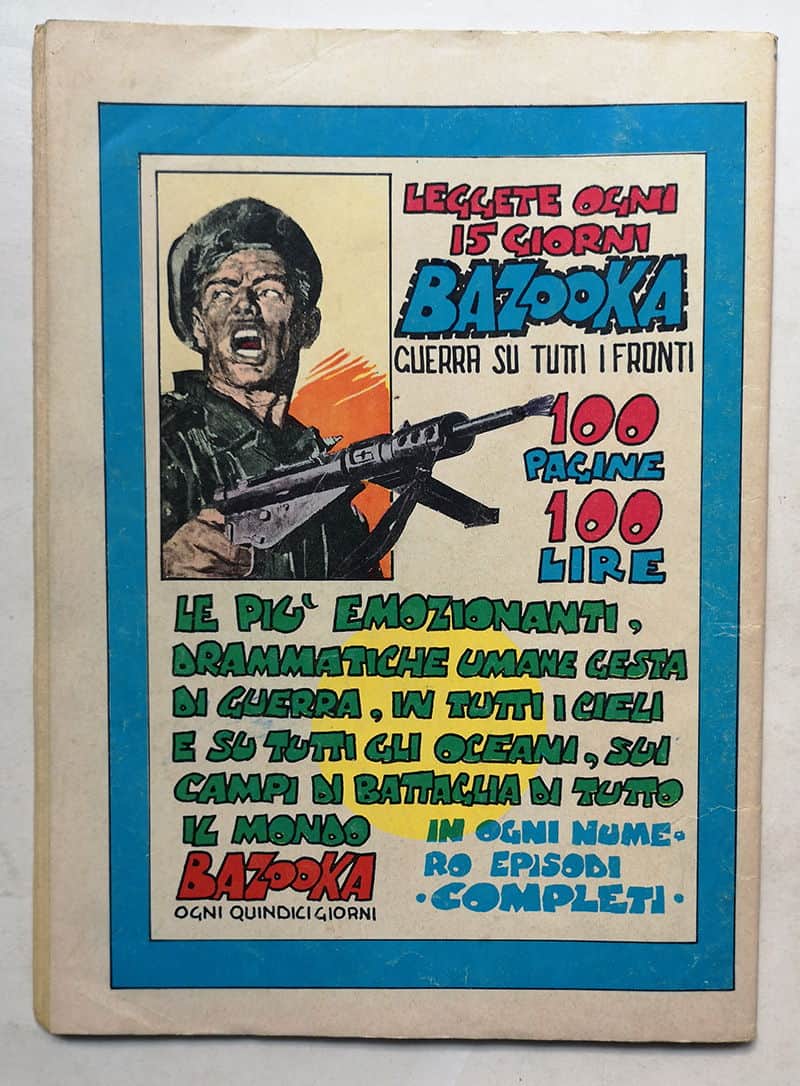 LEGGETE OGNI
15 GIORNI
BAZOOKA
GUERRA SU TUTTI I FRONTI
100
PAGINE
100
LIRE
LE PIU' EMOZIONANTI,
DRAMMATICHE UMANE GESTA
DI GUERRA, IN TUTTI I CIELI
E SU TUTTI GLI OCEANI, SUI
CAMPI DI BATTAGLIA DI TUTTO
IL MONDO
BAZOOKA
OGNI QUINDICI GIORNI
IN OGNI NUME-
RO EPISODI
• COMPLETI •